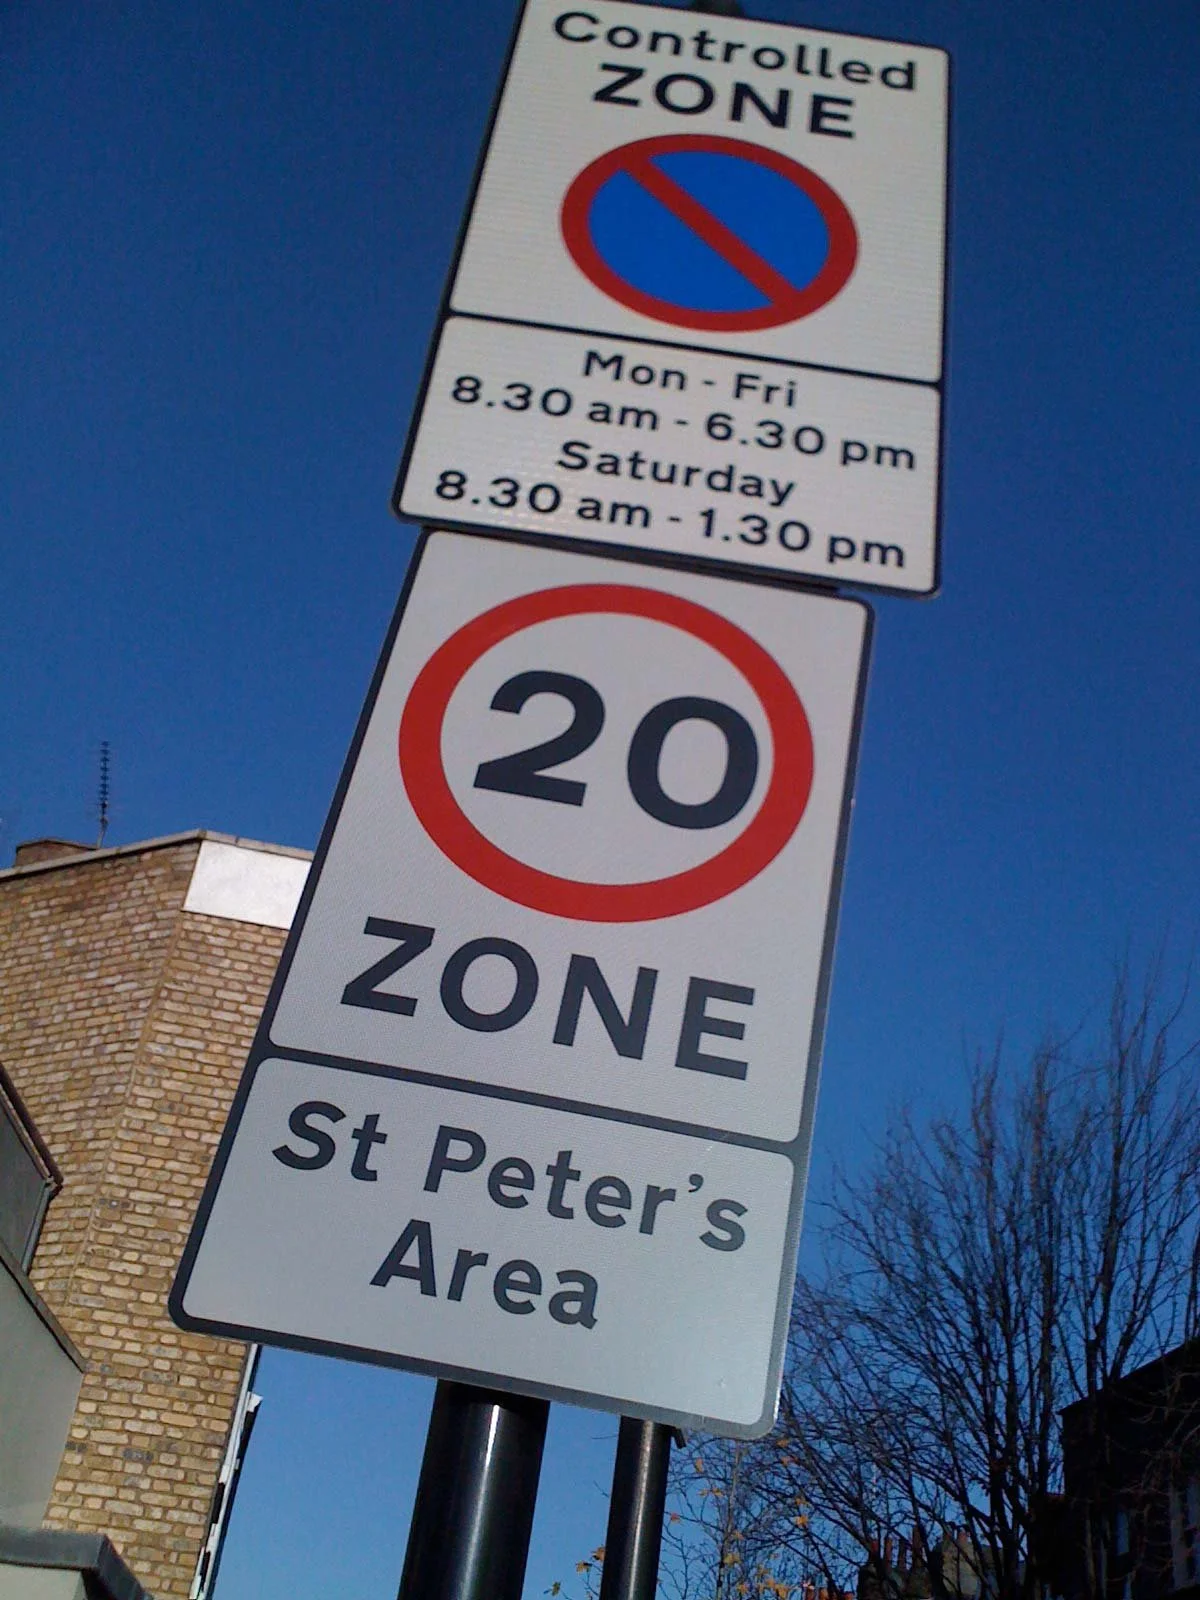 Controlled
ZONE
Mon - Fri
8.30 am - 6.30 pm
Saturday
8.30 am - 1.30 pm
20
ZONE
St Peter's
Area